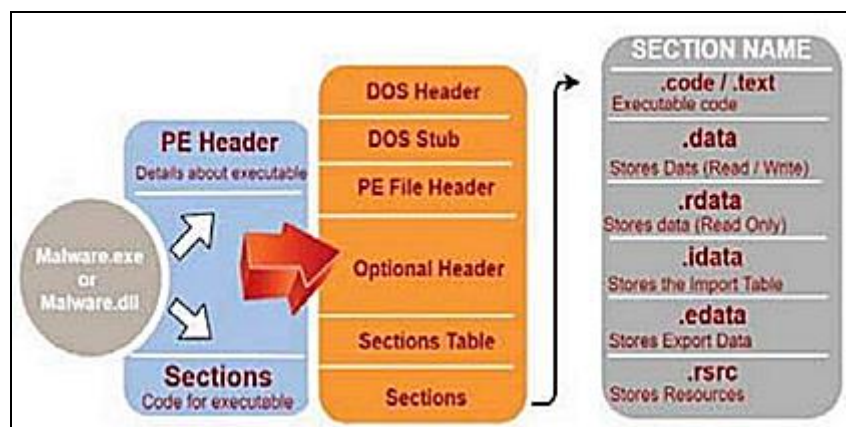 Malware.exe
or
Malware.dll
PE Header
Details about executable
Sections
Code for executable
DOS Header
DOS Stub
PE File Header
Optional Header
Sections Table
Sections
SECTION NAME
.code / .text
Executable code
.data
Stores Dats (Read / Write)
.rdata
Stores data (Read Only)
.idata
Stores the Import Table
.edata
Stores Export Data
.rsrc
Stores Resources